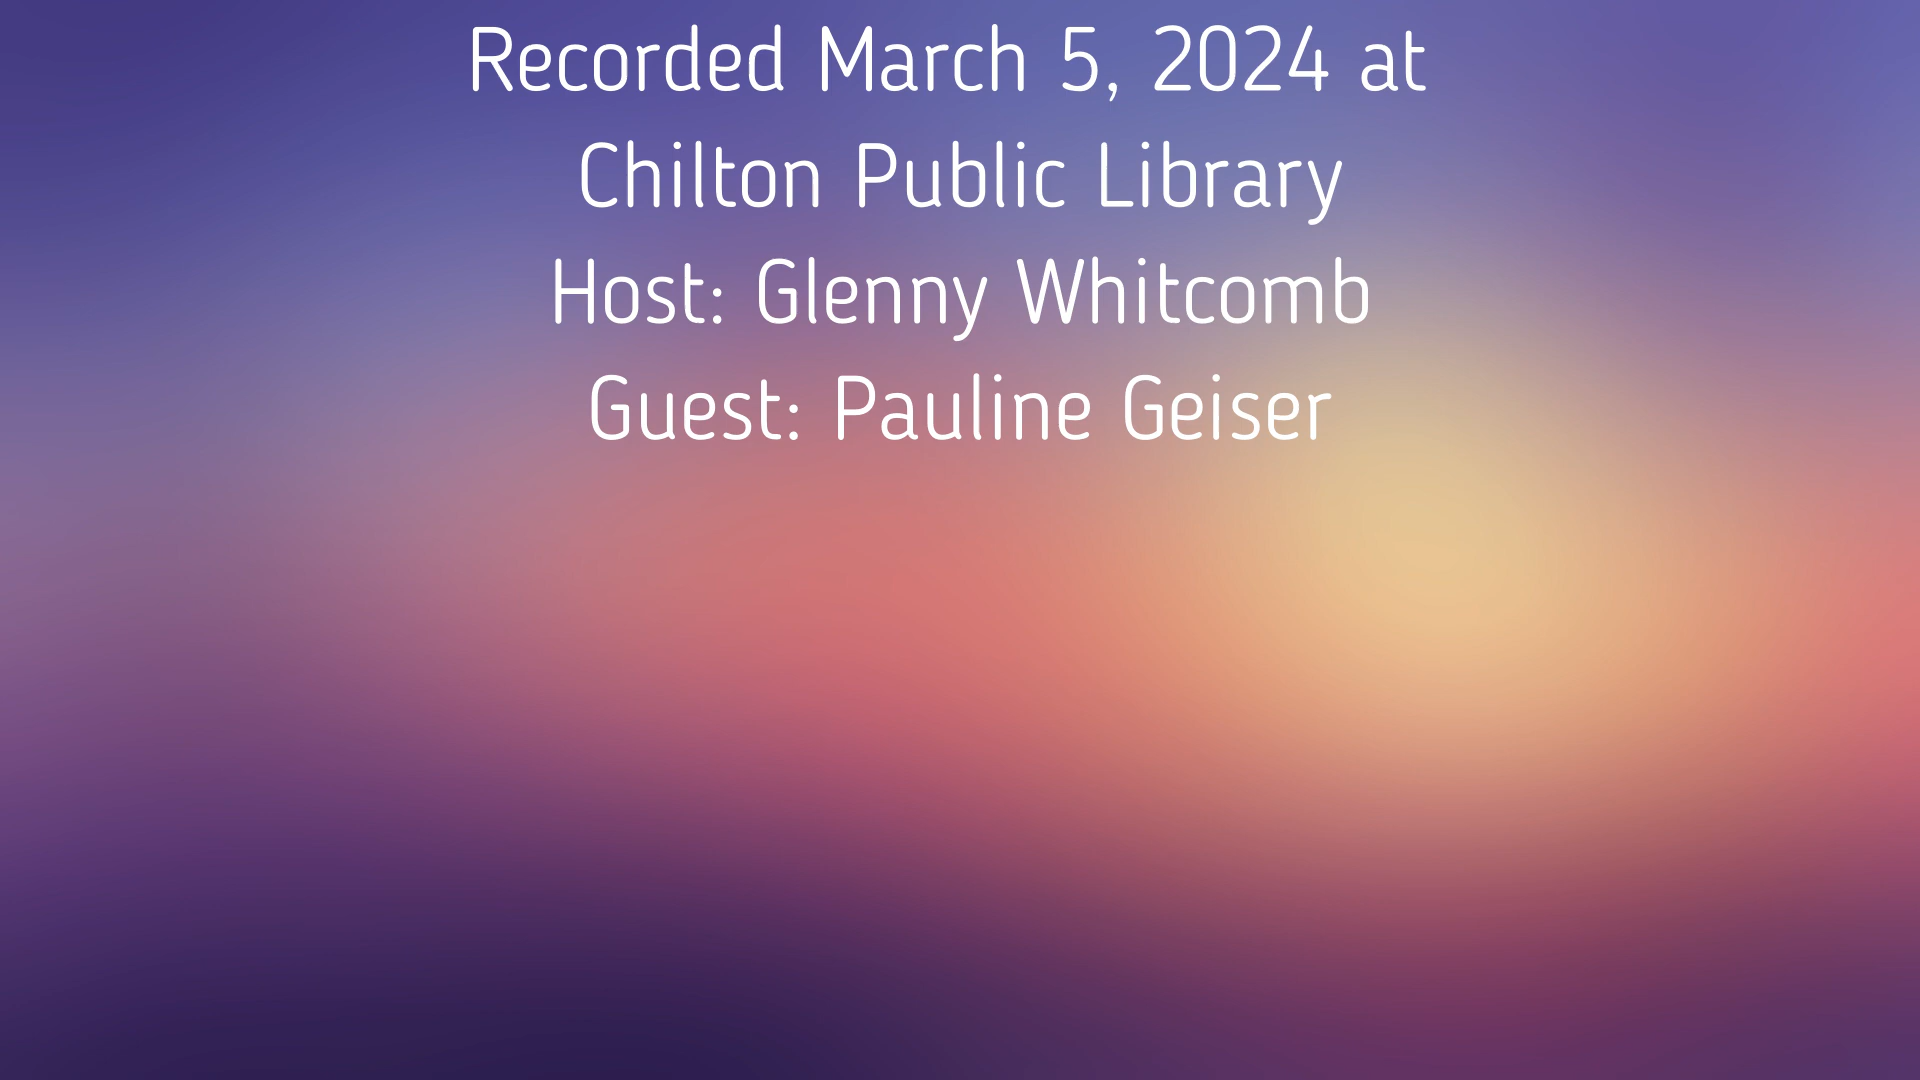 Recorded March 5, 2024 at
Chilton Public Library
Host: Glenny Whitcomb
Guest: Pauline Geiser